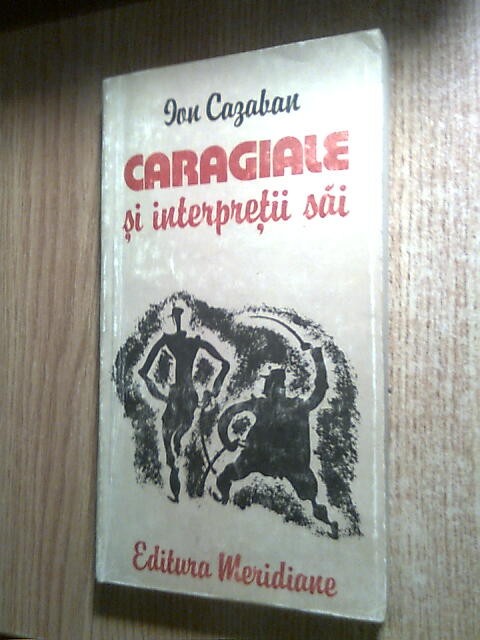 Ion Cazaban
CARAGIALE
și interpreții săi
Editura Meridiane